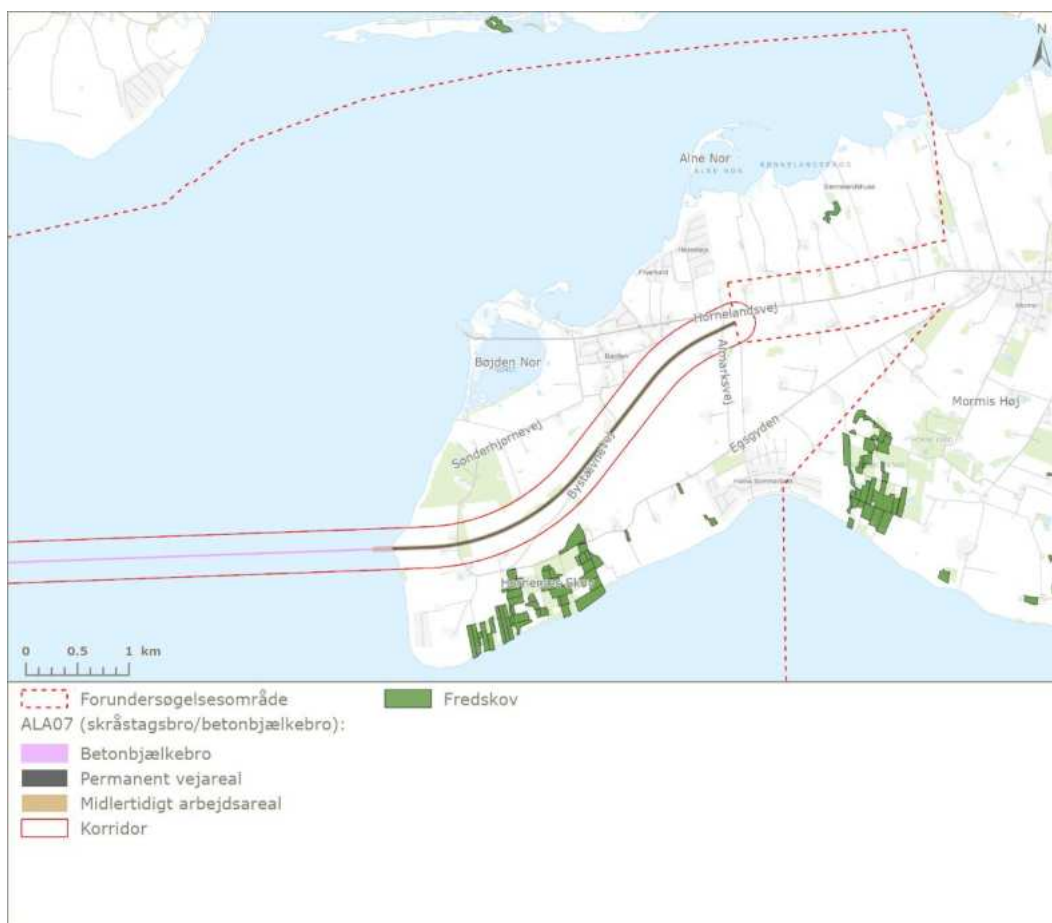 N
Alne Nor
Hornelandsvej
Bøjden Nor
Almarksvej
Mormis Høj
Sønderhjørnevej
Egsgyden
Bystævnevej
0 0.5 1 km
Forundersøgelsesområde
Fredskov
ALA07 (skråstagsbro/betonbjælkebro):
Betonbjælkebro
Permanent vejareal
Midlertidigt arbejdsareal
Korridor